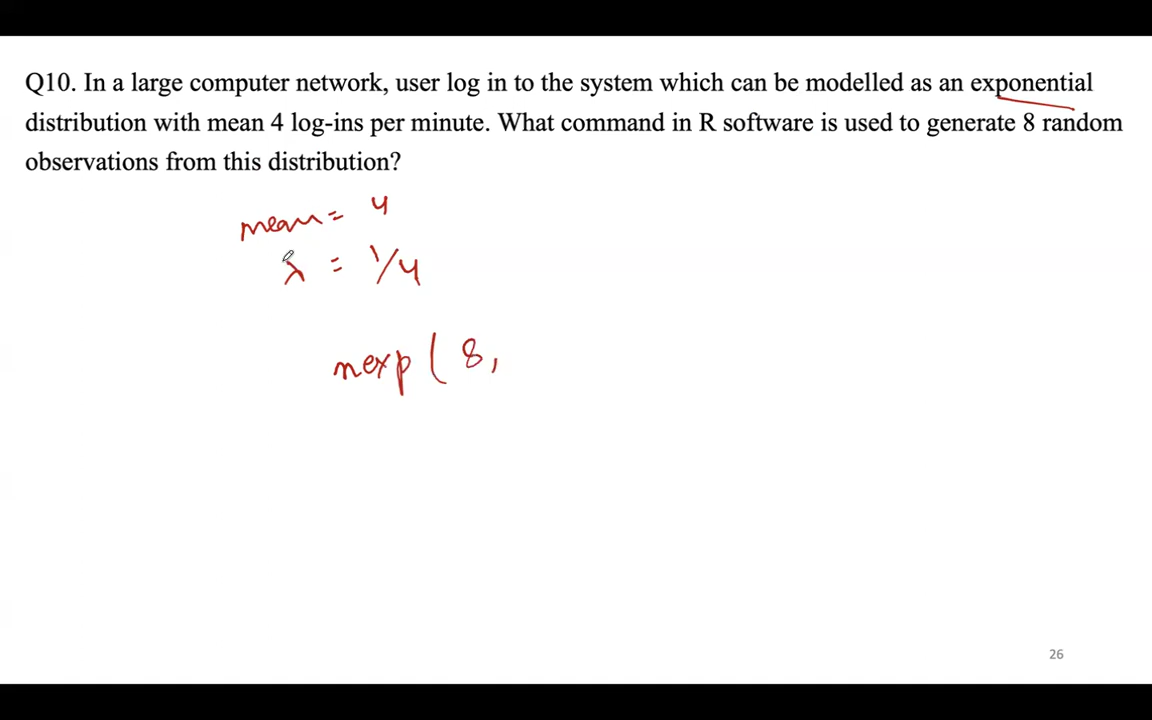 Q10. In a large computer network, user log in to the system which can be modelled as an exponential
distribution with mean 4 log-ins per minute. What command in R software is used to generate 8 random
observations from this distribution?
mean = 4
λ = 1/4
rexp ( 8,
26